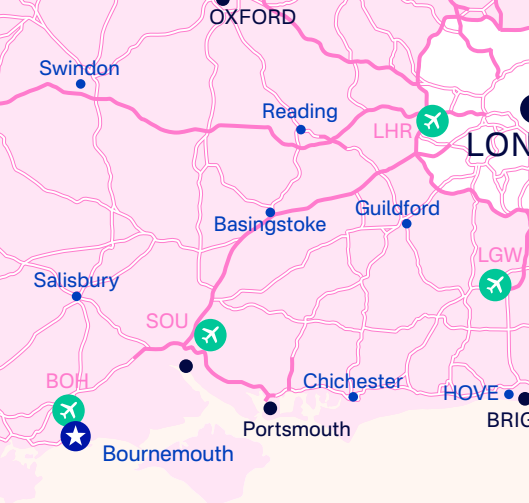 OXFORD
Swindon
Reading
LHR
LON
Basingstoke
Guildford
LGW
Salisbury
SOU
BOH
Chichester
HOVE
BRIG
Portsmouth
Bournemouth